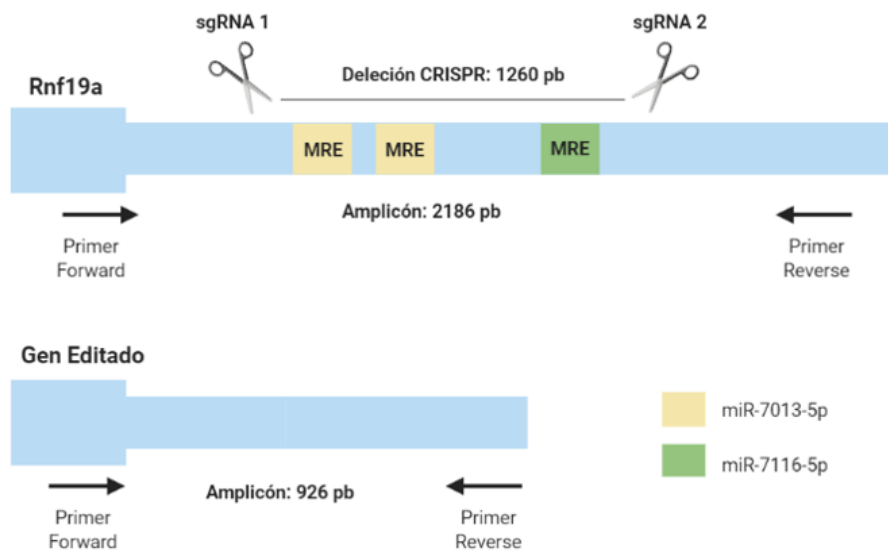 sgRNA 1
sgRNA 2
Deleción CRISPR: 1260 pb
Rnf19a
MRE
MRE
MRE
Amplicón: 2186 pb
Primer
Forward
Primer
Reverse
Gen Editado
miR-7013-5p
miR-7116-5p
Amplicón: 926 pb
Primer
Forward
Primer
Reverse